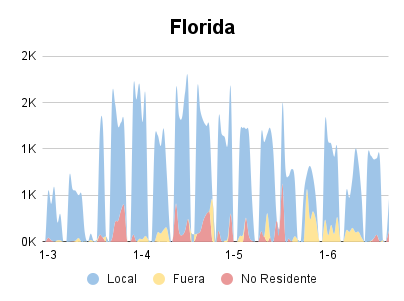 Florida
2K
2K
1K
1K
0K
1-3 1-4 1-5 1-6
Local Fuera No Residente